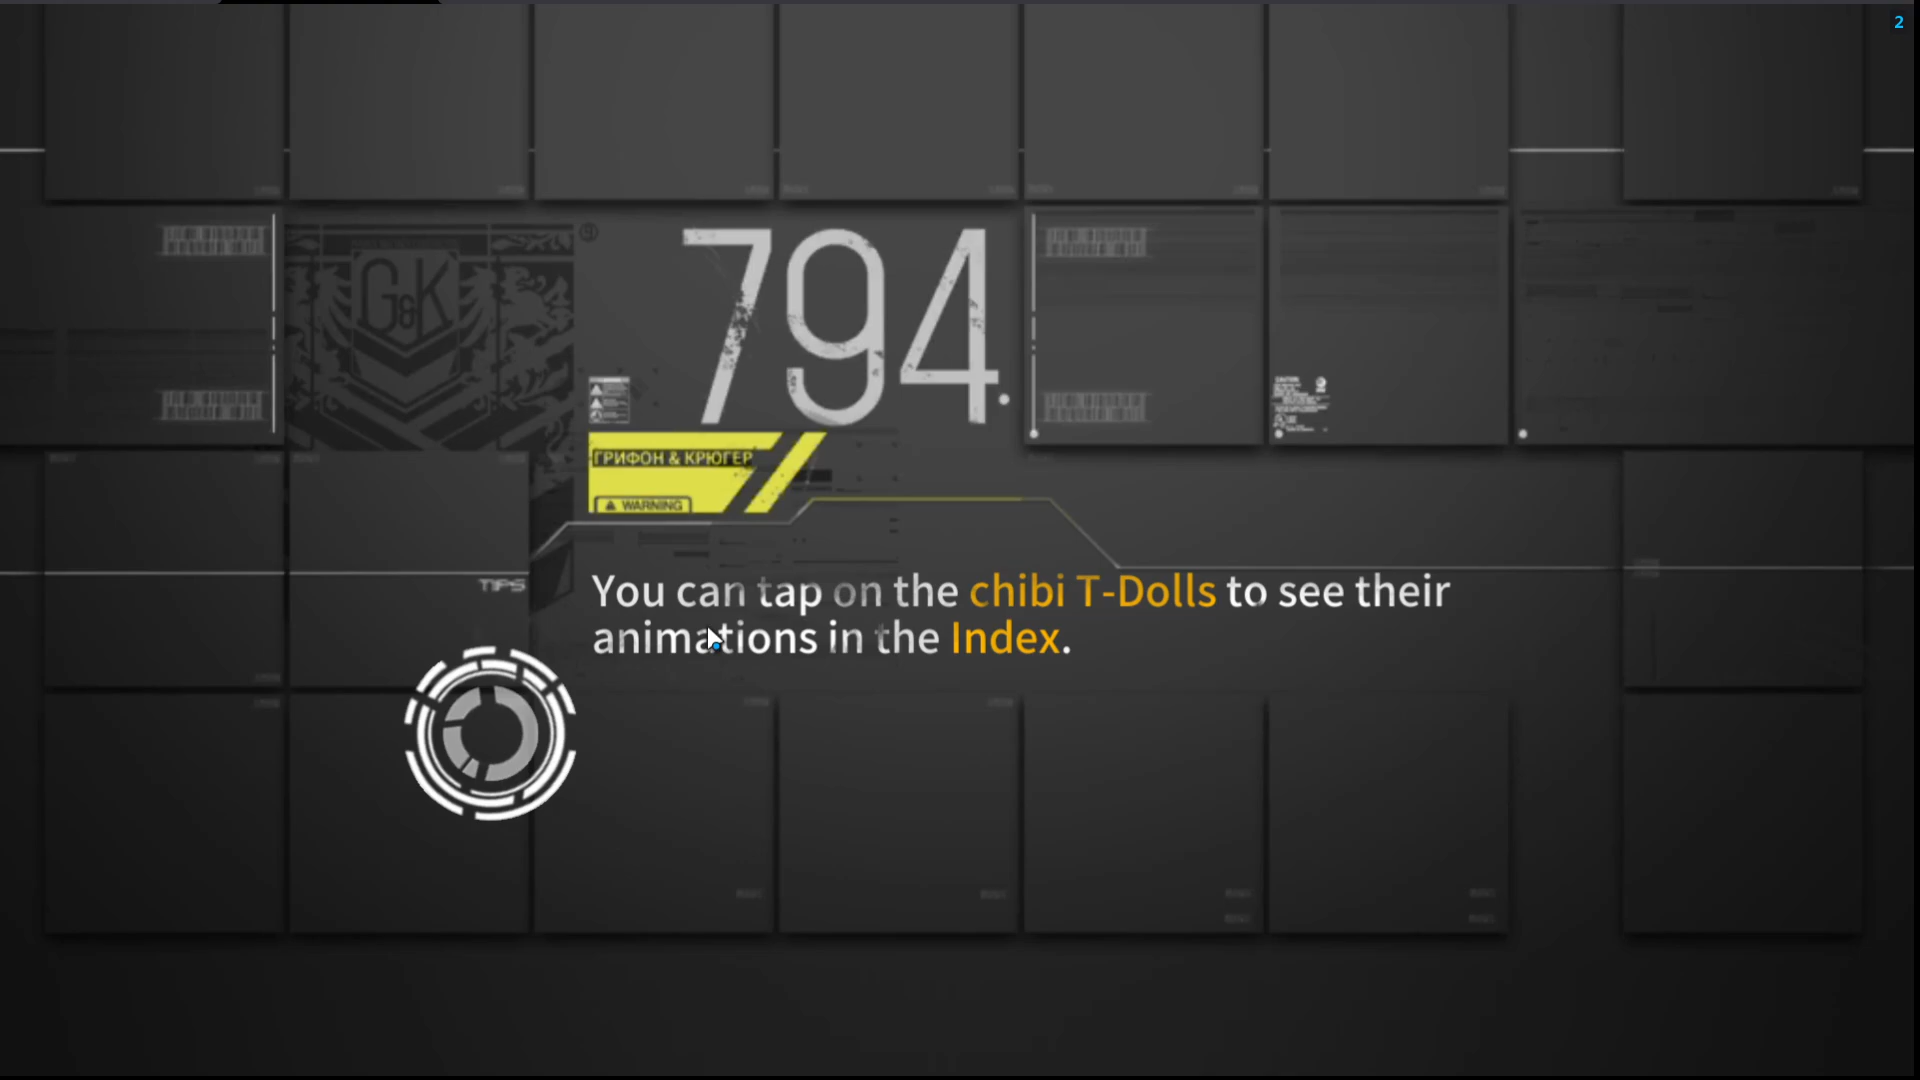 2
794.
G&K
ГРИФОН & КРЮГЕР
WARNING
TIPS
You can tap on the chibi T-Dolls to see their
animations in the Index.